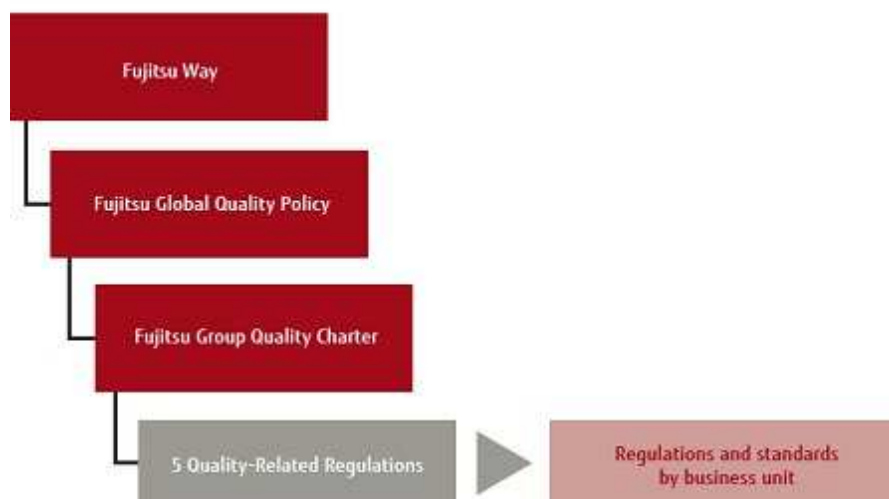 Fujitsu Way
Fujitsu Global Quality Policy
Fujitsu Group Quality Charter
5 Quality-Related Regulations
Regulations and standards
by business unit